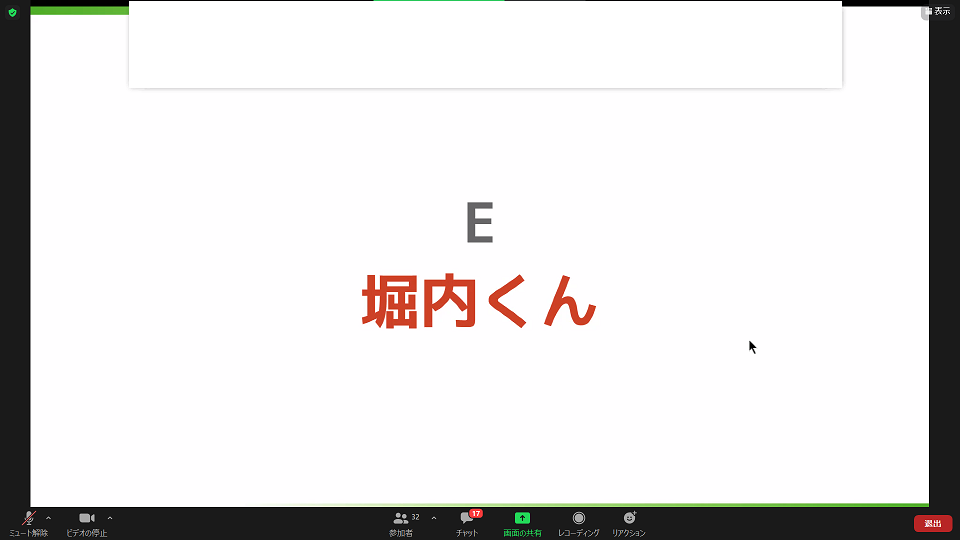 表示
E
堀内くん
ミュート解除
ビデオの停止
32
参加者
17
チャット
画面の共有
レコーディング
リアクション
退出